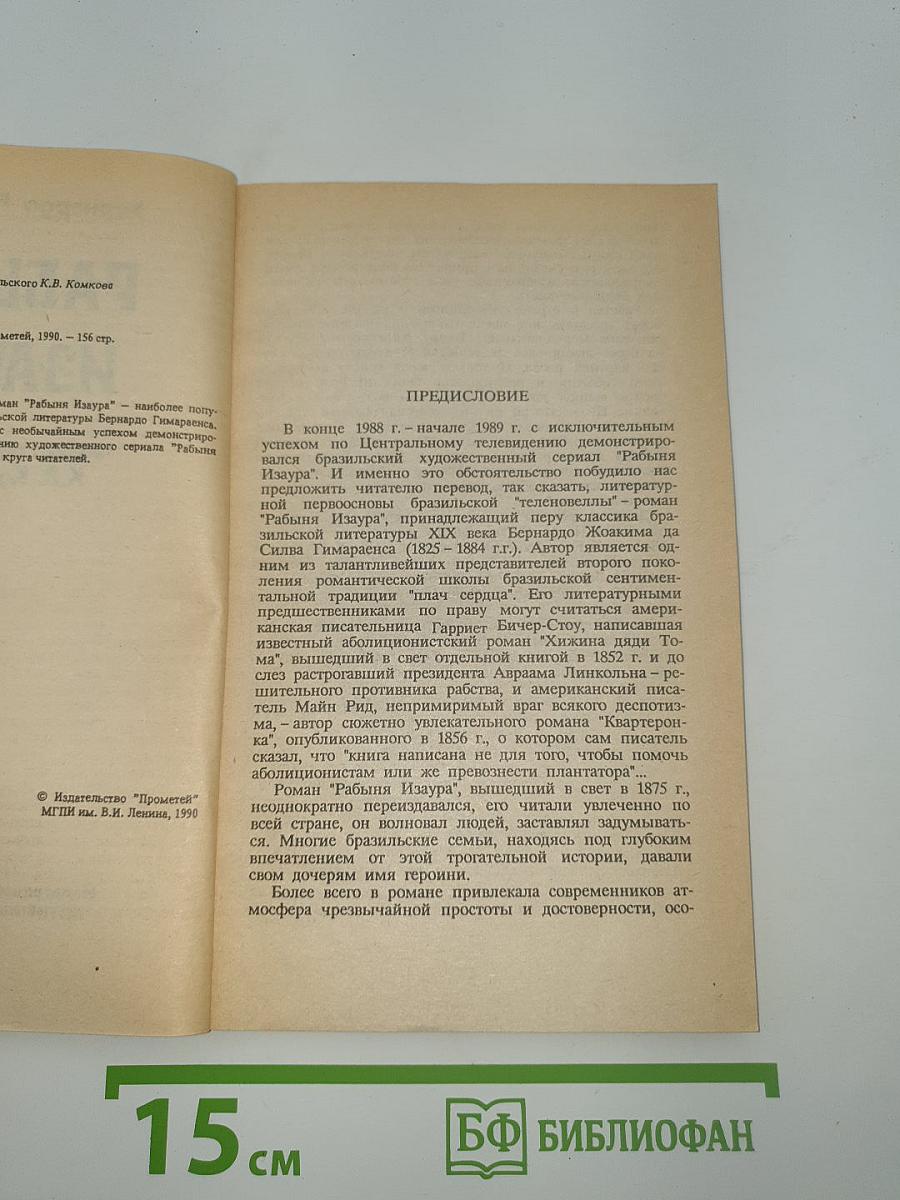 льского К.В. Комкова
метей, 1990. – 156 стр.
ман "Рабыня Изаура" – наиболее попу-
ьской литературы Бернардо Гимараенса.
с необычайным успехом демонстриро-
нию художественного сериала "Рабыня
круга читателей.
© Издательство "Прометей"
МГПИ им. В.И. Ленина, 1990
ПРЕДИСЛОВИЕ
В конце 1988 г. – начале 1989 г. с исключительным
успехом по Центральному телевидению демонстриро-
вался бразильский художественный сериал "Рабыня
Изаура". И именно это обстоятельство побудило нас
предложить читателю перевод, так сказать, литератур-
ной первоосновы бразильской "теленовеллы" – роман
"Рабыня Изаура", принадлежащий перу классика бра-
зильской литературы XIX века Бернардо Жоакима да
Силва Гимараенса (1825 – 1884 г.г.). Автор является од-
ним из талантливейших представителей второго поко-
ления романтической школы бразильской сентимен-
тальной традиции "плач сердца". Его литературными
предшественниками по праву могут считаться амери-
канская писательница Гарриет Бичер-Стоу, написавшая
известный аболиционистский роман "Хижина дяди То-
ма", вышедший в свет отдельной книгой в 1852 г. и до
слез растрогавший президента Авраама Линкольна – ре-
шительного противника рабства, и американский писа-
тель Майн Рид, непримиримый враг всякого деспотиз-
ма, – автор сюжетно увлекательного романа "Квартерон-
ка", опубликованного в 1856 г., о котором сам писатель
сказал, что "книга написана не для того, чтобы помочь
аболиционистам или же превознести плантатора"...
Роман "Рабыня Изаура", вышедший в свет в 1875 г.,
неоднократно переиздавался, его читали увлеченно по
всей стране, он волновал людей, заставлял задумывать-
ся. Многие бразильские семьи, находясь под глубоким
впечатлением от этой трогательной истории, давали
свом дочерям имя героини.
Более всего в романе привлекала современников ат-
мосфера чрезвычайной простоты и достоверности, осо-
15 см
БФ БИБЛИОФАН